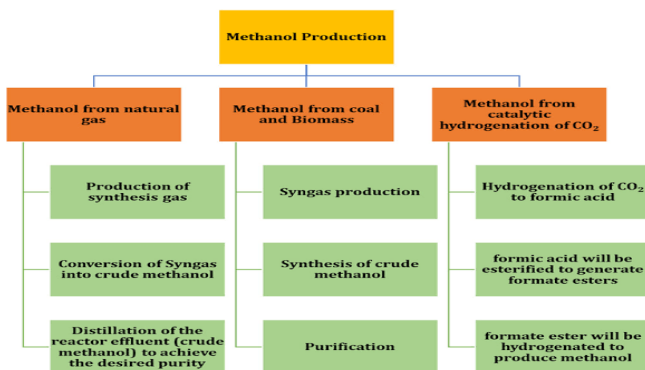 Methanol Production
Methanol from natural
gas
Production of
synthesis gas
Conversion of Syngas
into crude methanol
Distillation of the
reactor effluent (crude
methanol) to achieve
the desired purity
Methanol from coal
and Biomass
Syngas production
Synthesis of crude
methanol
Purification
Methanol from
catalytic
hydrogenation of CO₂
Hydrogenation of CO₂
to formic acid
formic acid will be
esterified to generate
formate esters
formate ester will be
hydrogenated to
produce methanol